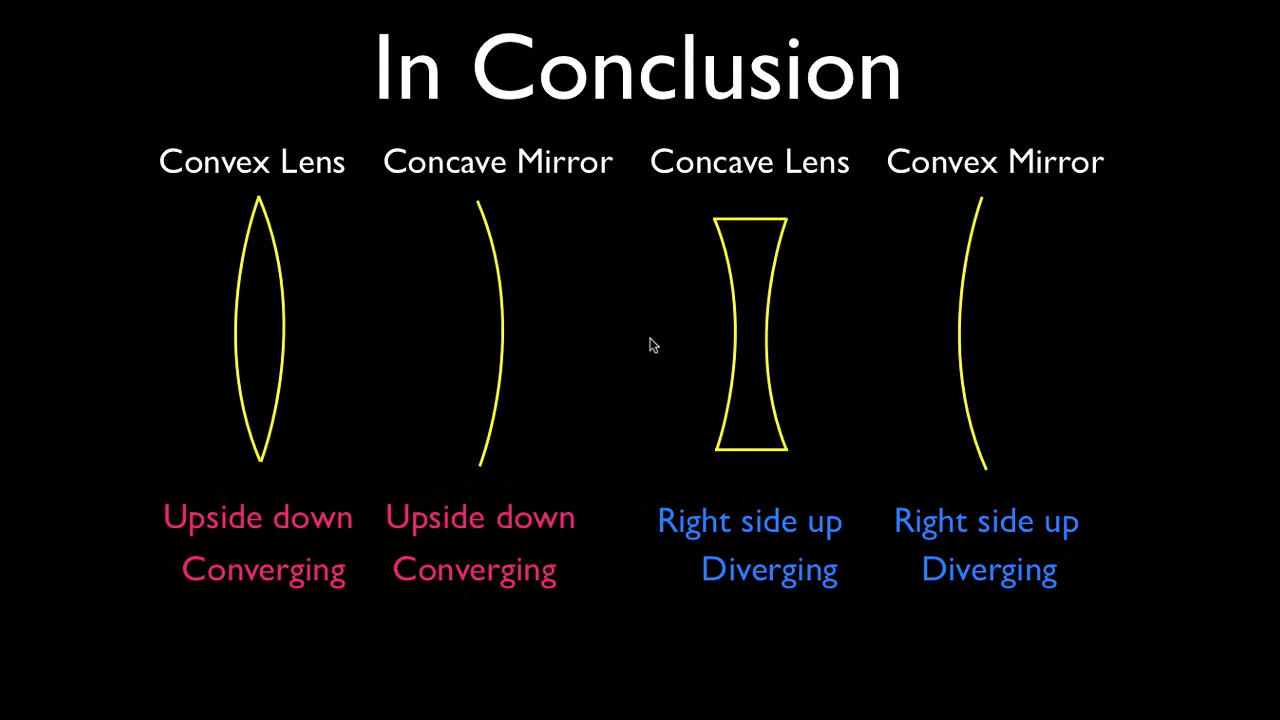 In Conclusion
Convex Lens Concave Mirror Concave Lens Convex Mirror
Upside down Upside down Right side up Right side up
Converging Converging Diverging Diverging